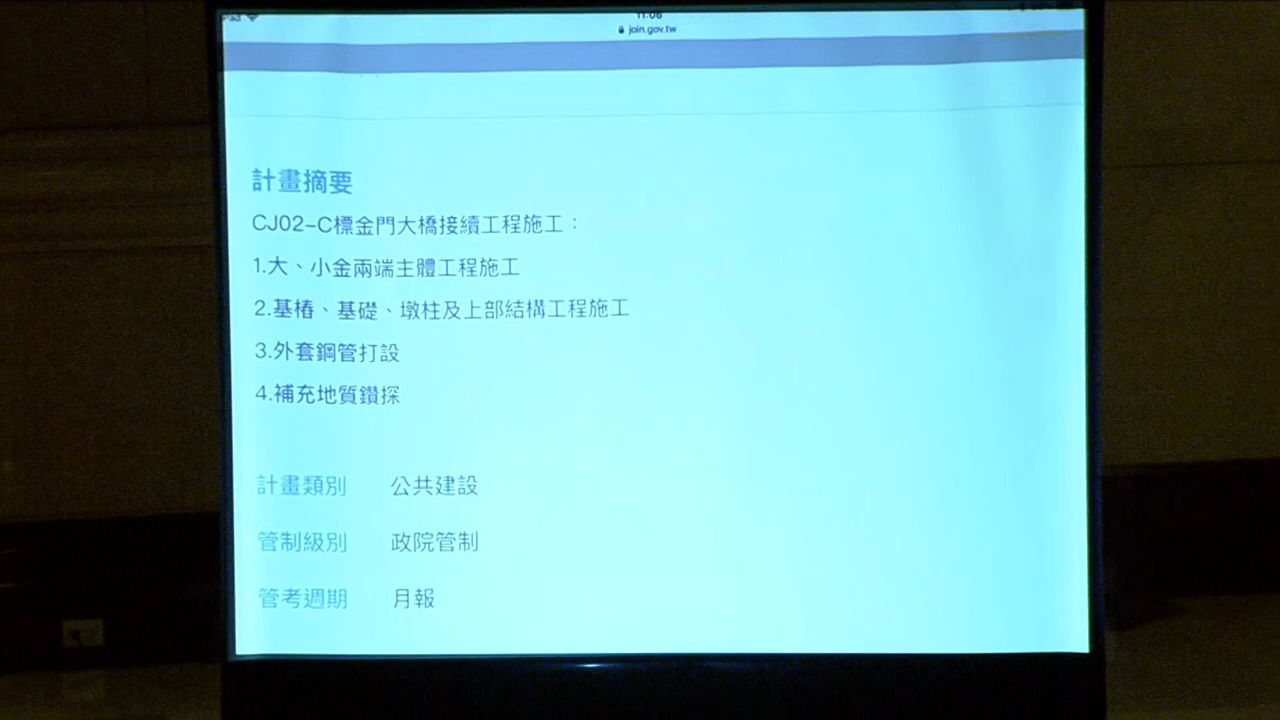 11:06
join.gov.tw
計畫摘要
CJ02-C標金門大橋接續工程施工：
1.大、小金兩端主體工程施工
2.基樁、基礎、墩柱及上部結構工程施工
3.外套鋼管打設
4.補充地質鑽探
計畫類別 公共建設
管制級別 政院管制
管考週期 月報